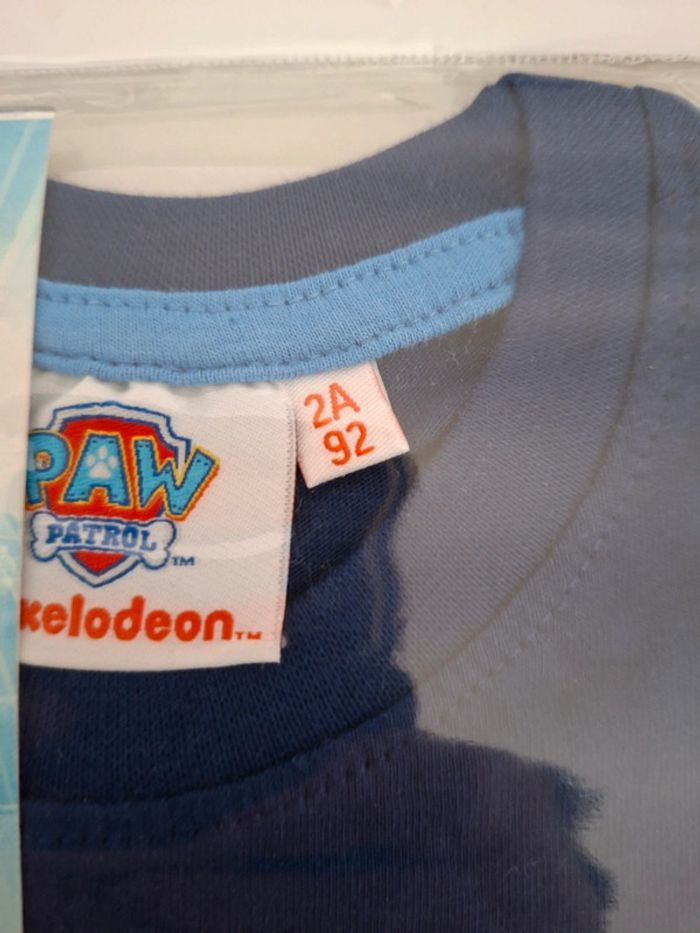 PAW
PATROL
TM
kelodeon TM
2A
92